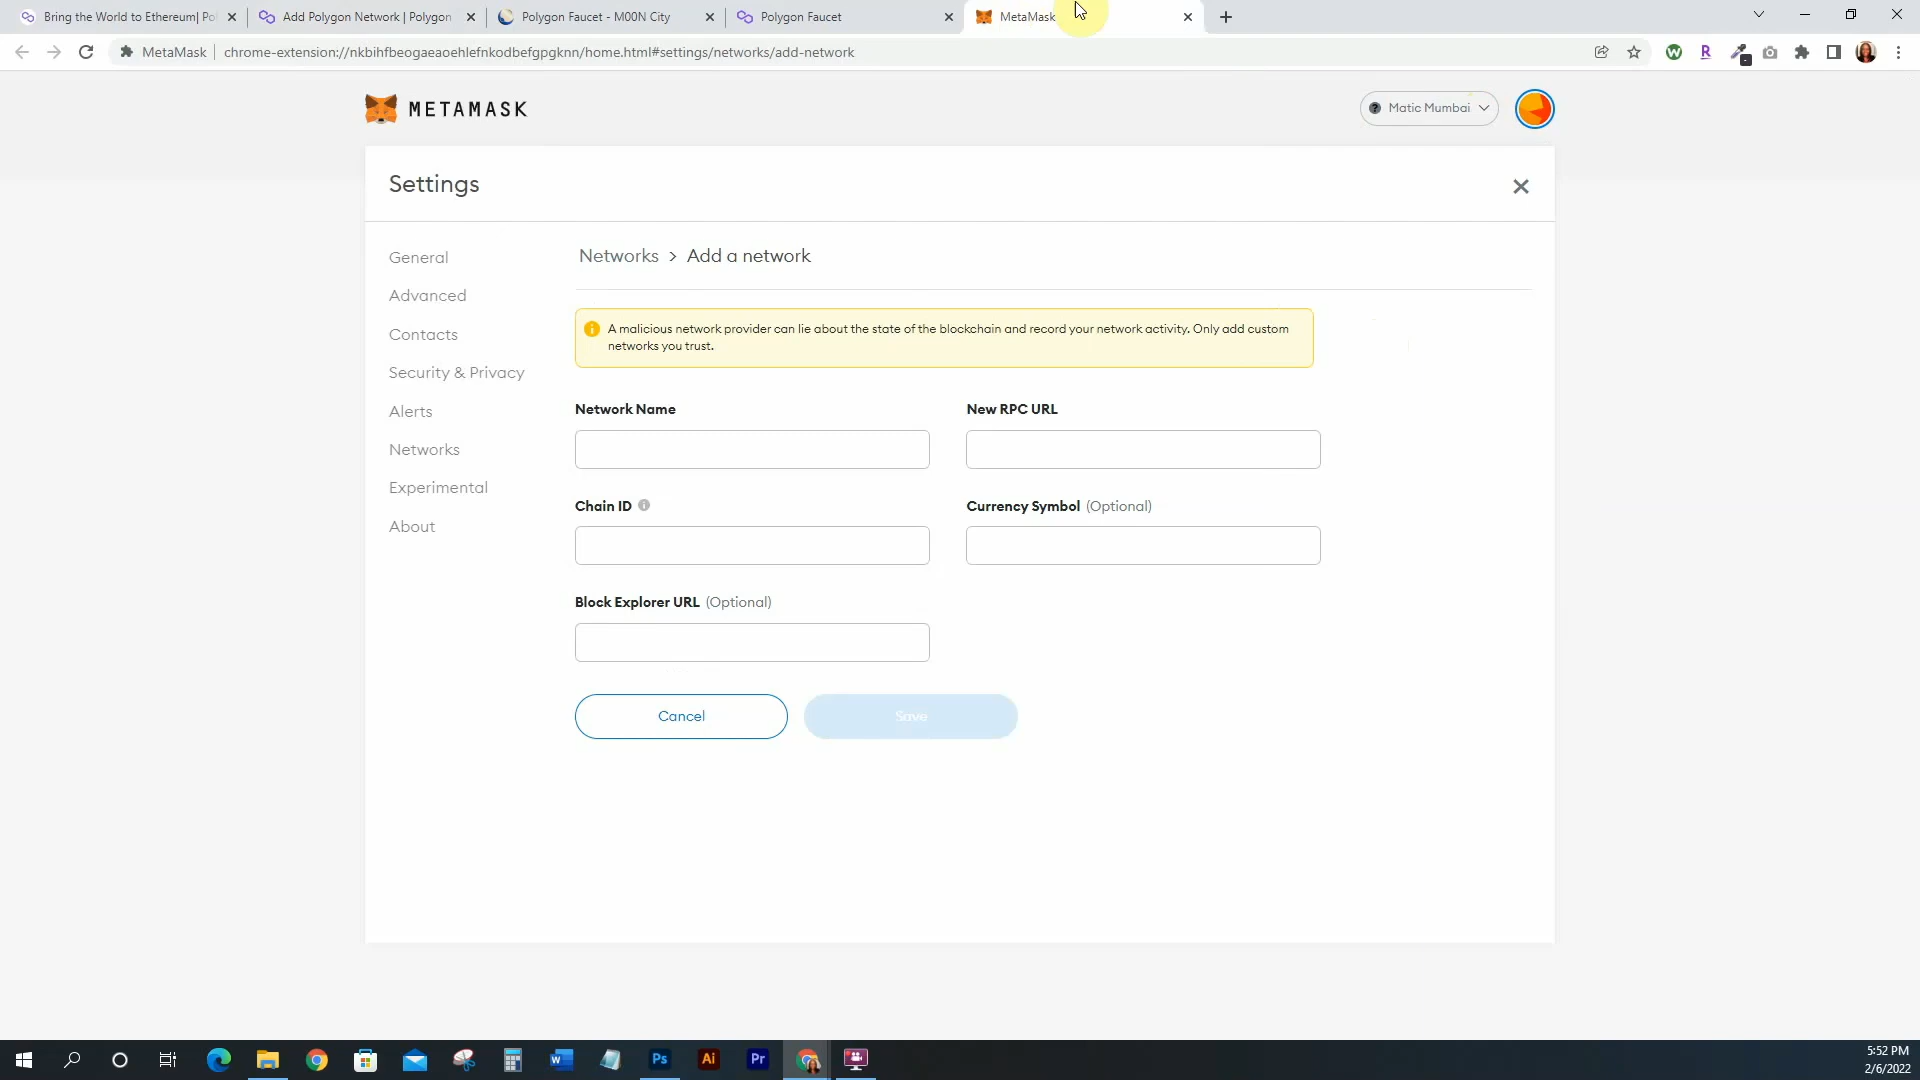 Bring the World to Ethereum| Po
Add Polygon Network | Polygon
Polygon Faucet - M00N City
Polygon Faucet
MetaMask
MetaMask
chrome-extension://nkbihfbeogaeaoehlefnkodbefgpgknn/home.html#settings/networks/add-network
METAMASK
Matic Mumbai
Settings
General
Advanced
Contacts
Security & Privacy
Alerts
Networks
Experimental
About
Networks > Add a network
A malicious network provider can lie about the state of the blockchain and record your network activity. Only add custom
networks you trust.
Network Name
New RPC URL
Chain ID
Currency Symbol (Optional)
Block Explorer URL (Optional)
Cancel
Save
W
R
W
Ps
Ai
Pr
5:52 PM
2/6/2022